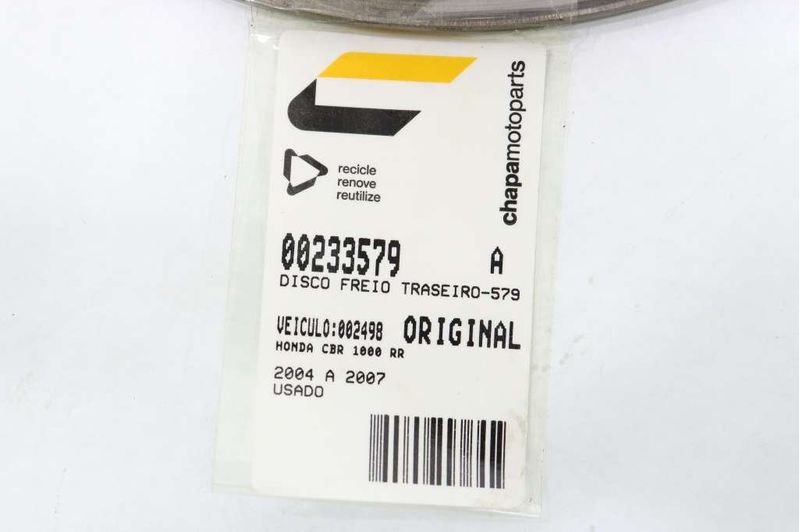 chapamotoparts
recicle
renove
reutilize
00233579 A
DISCO FREIO TRASEIRO-579
VEICULO:002498 ORIGINAL
HONDA CBR 1000 RR
2004 A 2007
USADO